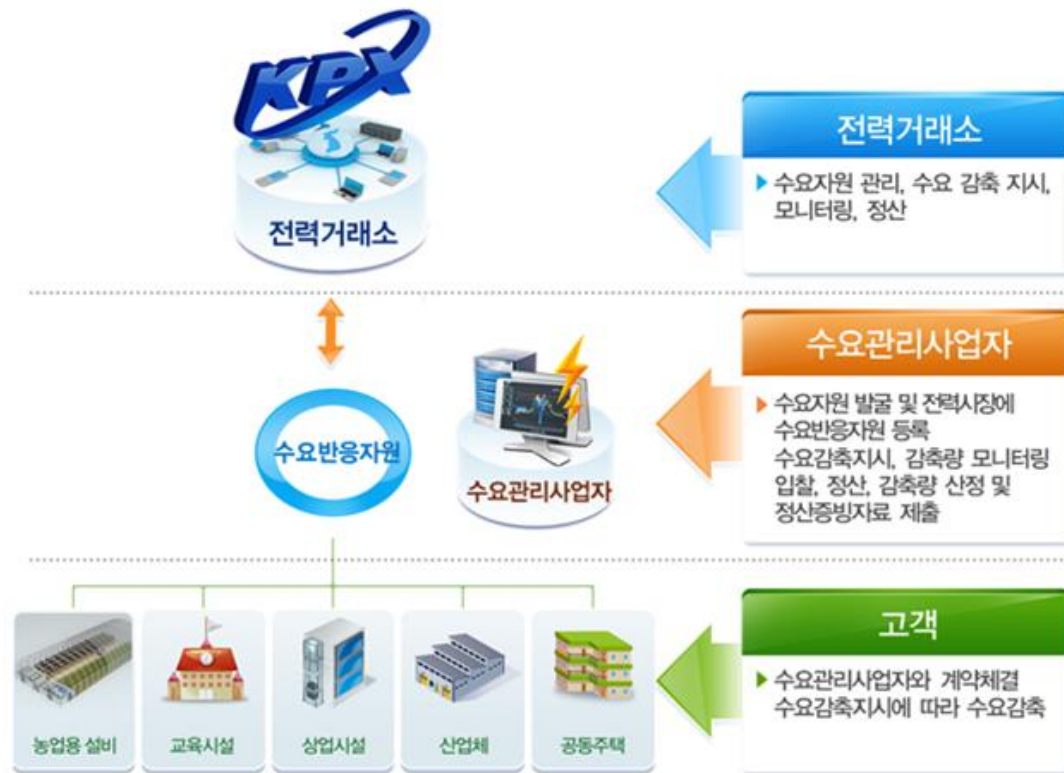 KPX
전력거래소
전력거래소
수요자원 관리, 수요 감축 지시,
모니터링, 정산
수요반응자원
수요관리사업자
수요관리사업자
수요자원 발굴 및 전력시장에
수요반응자원 등록
수요감축지시, 감축량 모니터링
입찰, 정산, 감축량 산정 및
정산증빙자료 제출
농업용 설비
교육시설
상업시설
산업체
공동주택
고객
수요관리사업자와 계약체결
수요감축지시에 따라 수요감축